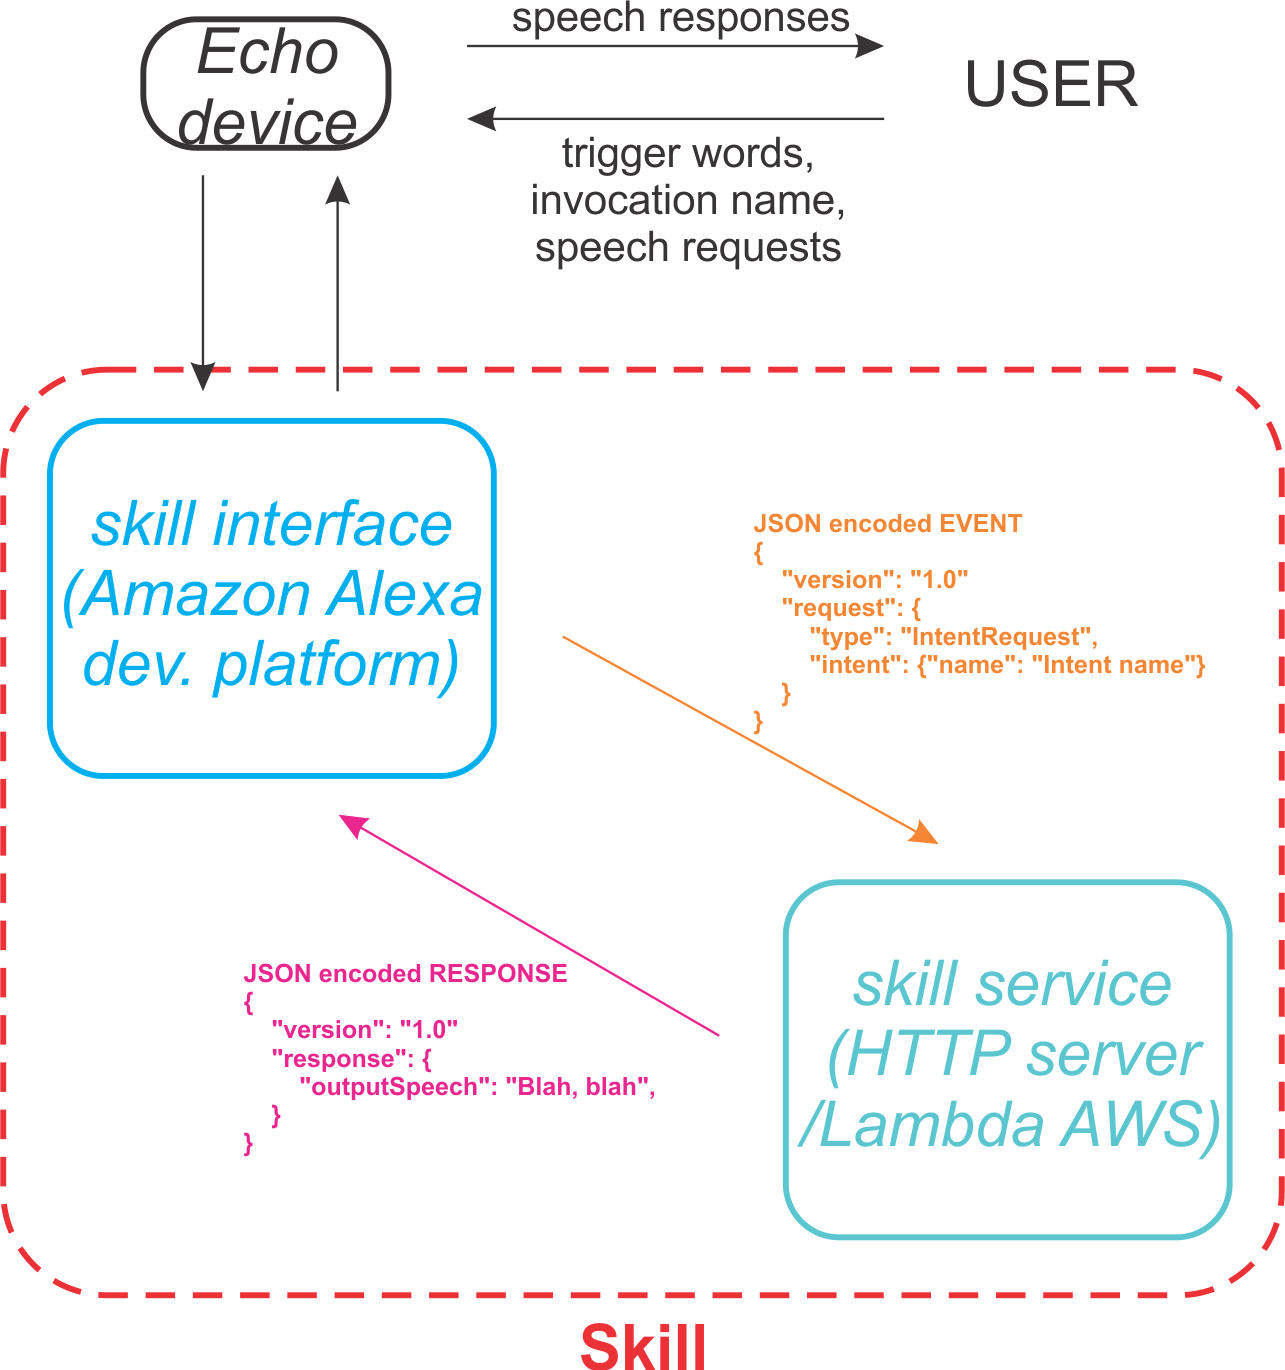 speech responses
Echo
device
USER
trigger words,
invocation name,
speech requests
skill interface
(Amazon Alexa
dev. platform)
JSON encoded EVENT
{
"version": "1.0"
"request": {
"type": "IntentRequest",
"intent": {"name": "Intent name"}
}
}
JSON encoded RESPONSE
{
"version": "1.0"
"response": {
"outputSpeech": "Blah, blah",
}
}
skill service
(HTTP server
/Lambda AWS)
Skill